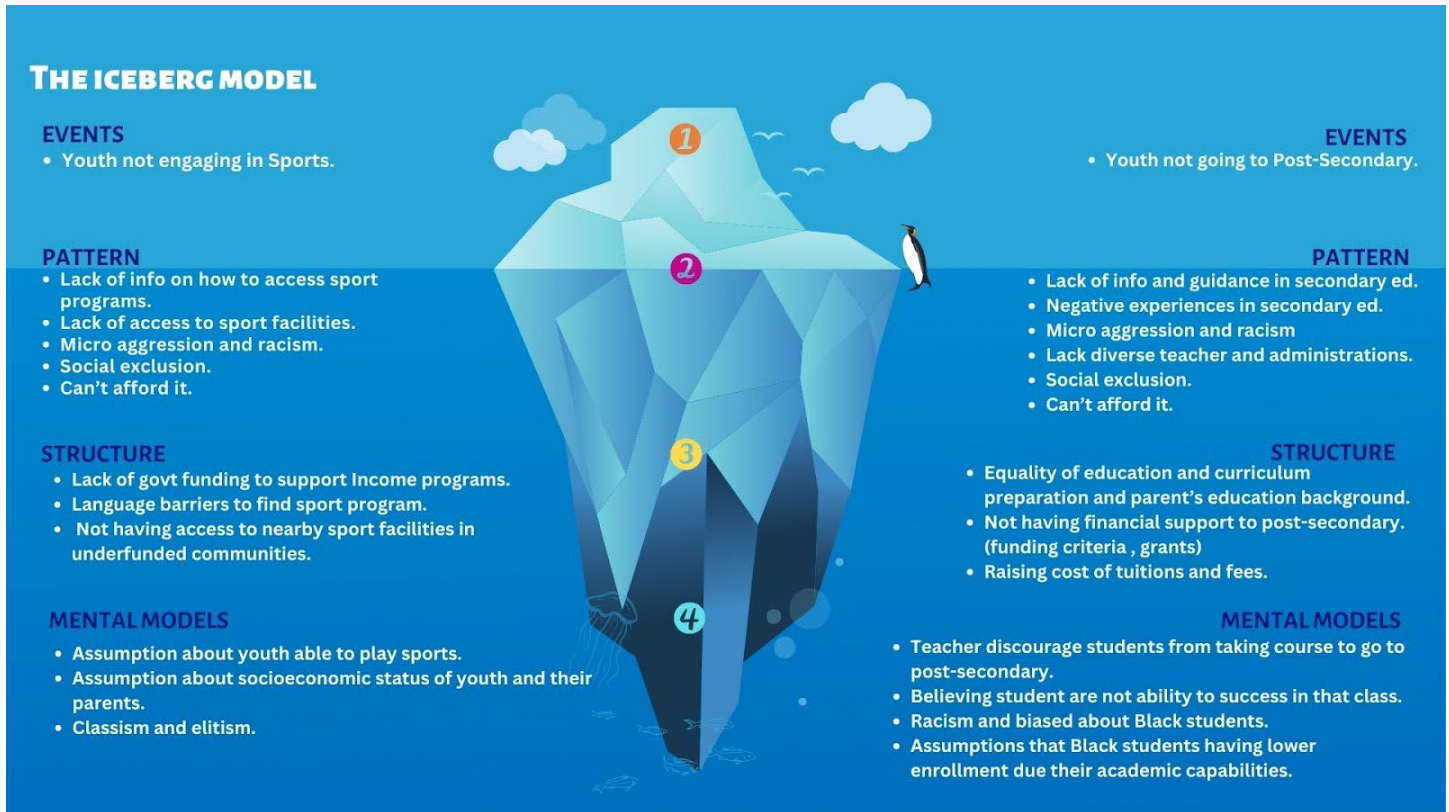 THE ICEBERG MODEL
EVENTS
• Youth not engaging in Sports.
PATTERN
• Lack of info on how to access sport
programs.
• Lack of access to sport facilities.
• Micro aggression and racism.
• Social exclusion.
• Can't afford it.
STRUCTURE
• Lack of govt funding to support Income programs.
• Language barriers to find sport program.
• Not having access to nearby sport facilities in
underfunded communities.
MENTAL MODELS
• Assumption about youth able to play sports.
• Assumption about socioeconomic status of youth and their
parents.
• Classism and elitism.
1
2
3
4
EVENTS
• Youth not going to Post-Secondary.
PATTERN
• Lack of info and guidance in secondary ed.
• Negative experiences in secondary ed.
• Micro aggression and racism
• Lack diverse teacher and administrations.
• Social exclusion.
• Can't afford it.
STRUCTURE
• Equality of education and curriculum
preparation and parent's education background.
• Not having financial support to post-secondary.
(funding criteria , grants)
• Raising cost of tuitions and fees.
MENTAL MODELS
• Teacher discourage students from taking course to go to
post-secondary.
• Believing student are not ability to success in that class.
• Racism and biased about Black students.
• Assumptions that Black students having lower
enrollment due their academic capabilities.